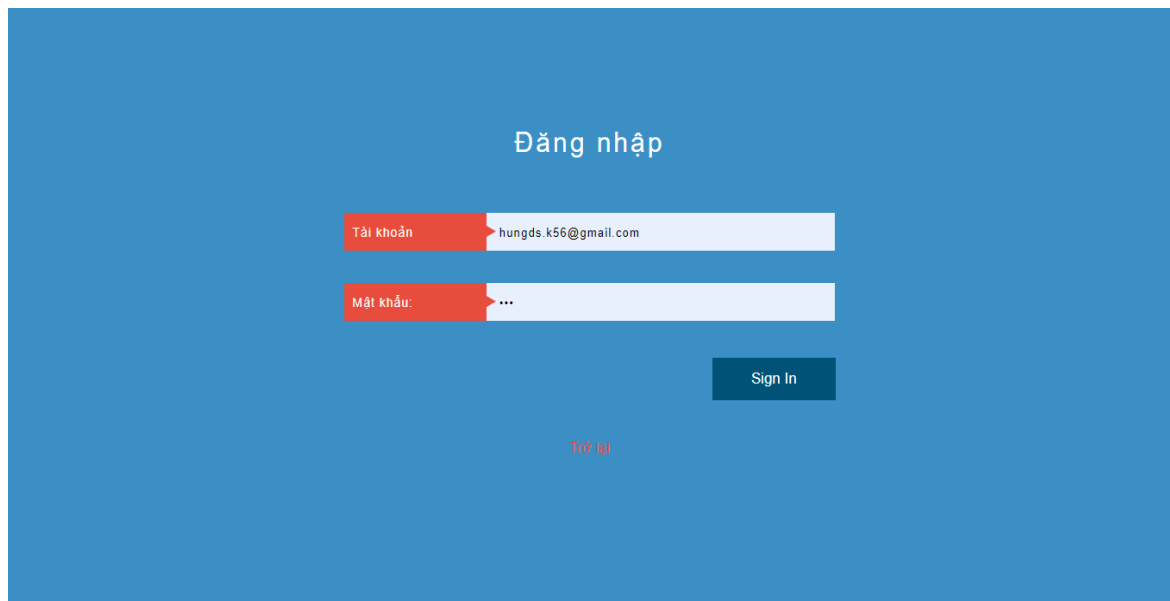 Đăng nhập
Tài khoản hungds.k56@gmail.com
Mật khẩu: •••
Sign In
Trở lại